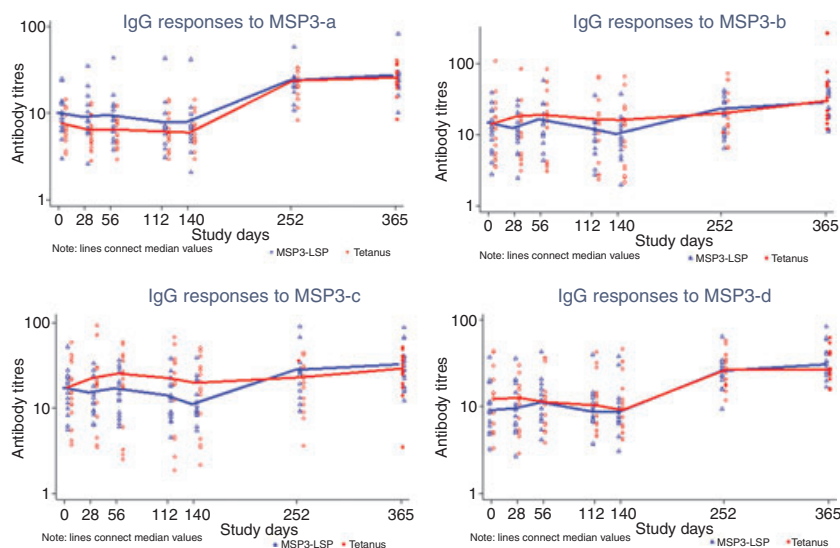 IgG responses to MSP3-a
100
10
1
Antibody titres
0 28 56 112 140 252 365
Study days
Note: lines connect median values
MSP3-LSP Tetanus
IgG responses to MSP3-b
100
10
1
Antibody titres
0 28 56 112 140 252 365
Study days
Note: lines connect median values
MSP3-LSP Tetanus
IgG responses to MSP3-c
100
10
1
Antibody titres
0 28 56 112 140 252 365
Study days
Note: lines connect median values
MSP3-LSP Tetanus
IgG responses to MSP3-d
100
10
1
Antibody titres
0 28 56 112 140 252 365
Study days
Note: lines connect median values
MSP3-LSP Tetanus